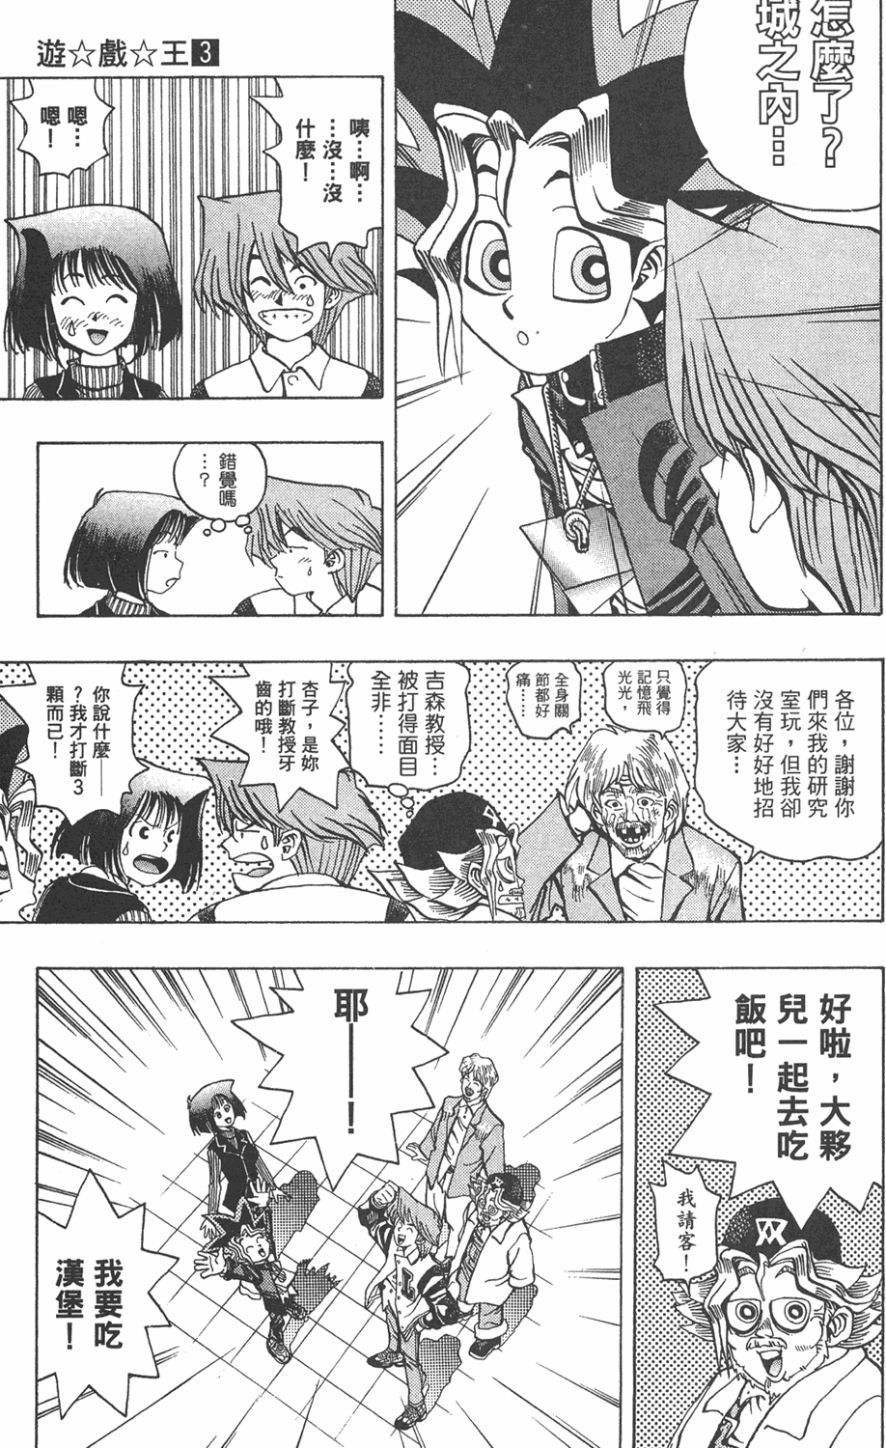 遊☆戲☆王3
怎麼了？
城之內…
咦…啊…
…沒…沒
什麼！
嗯…
嗯！
錯覺嗎
…？
各位，謝謝你
們來我的研究
室玩，但我卻
沒有好好地招
待大家…
只覺得
記憶飛
光光，
全身關
節都好
痛……
吉森教授…
被打得面目
全非……
杏子，是妳
打斷教授牙
齒的哦！
你說什麼──
？我才打斷3
顆而已！
好啦，大夥
兒一起去吃
飯吧！
我請客！
耶──！
我要吃
漢堡！